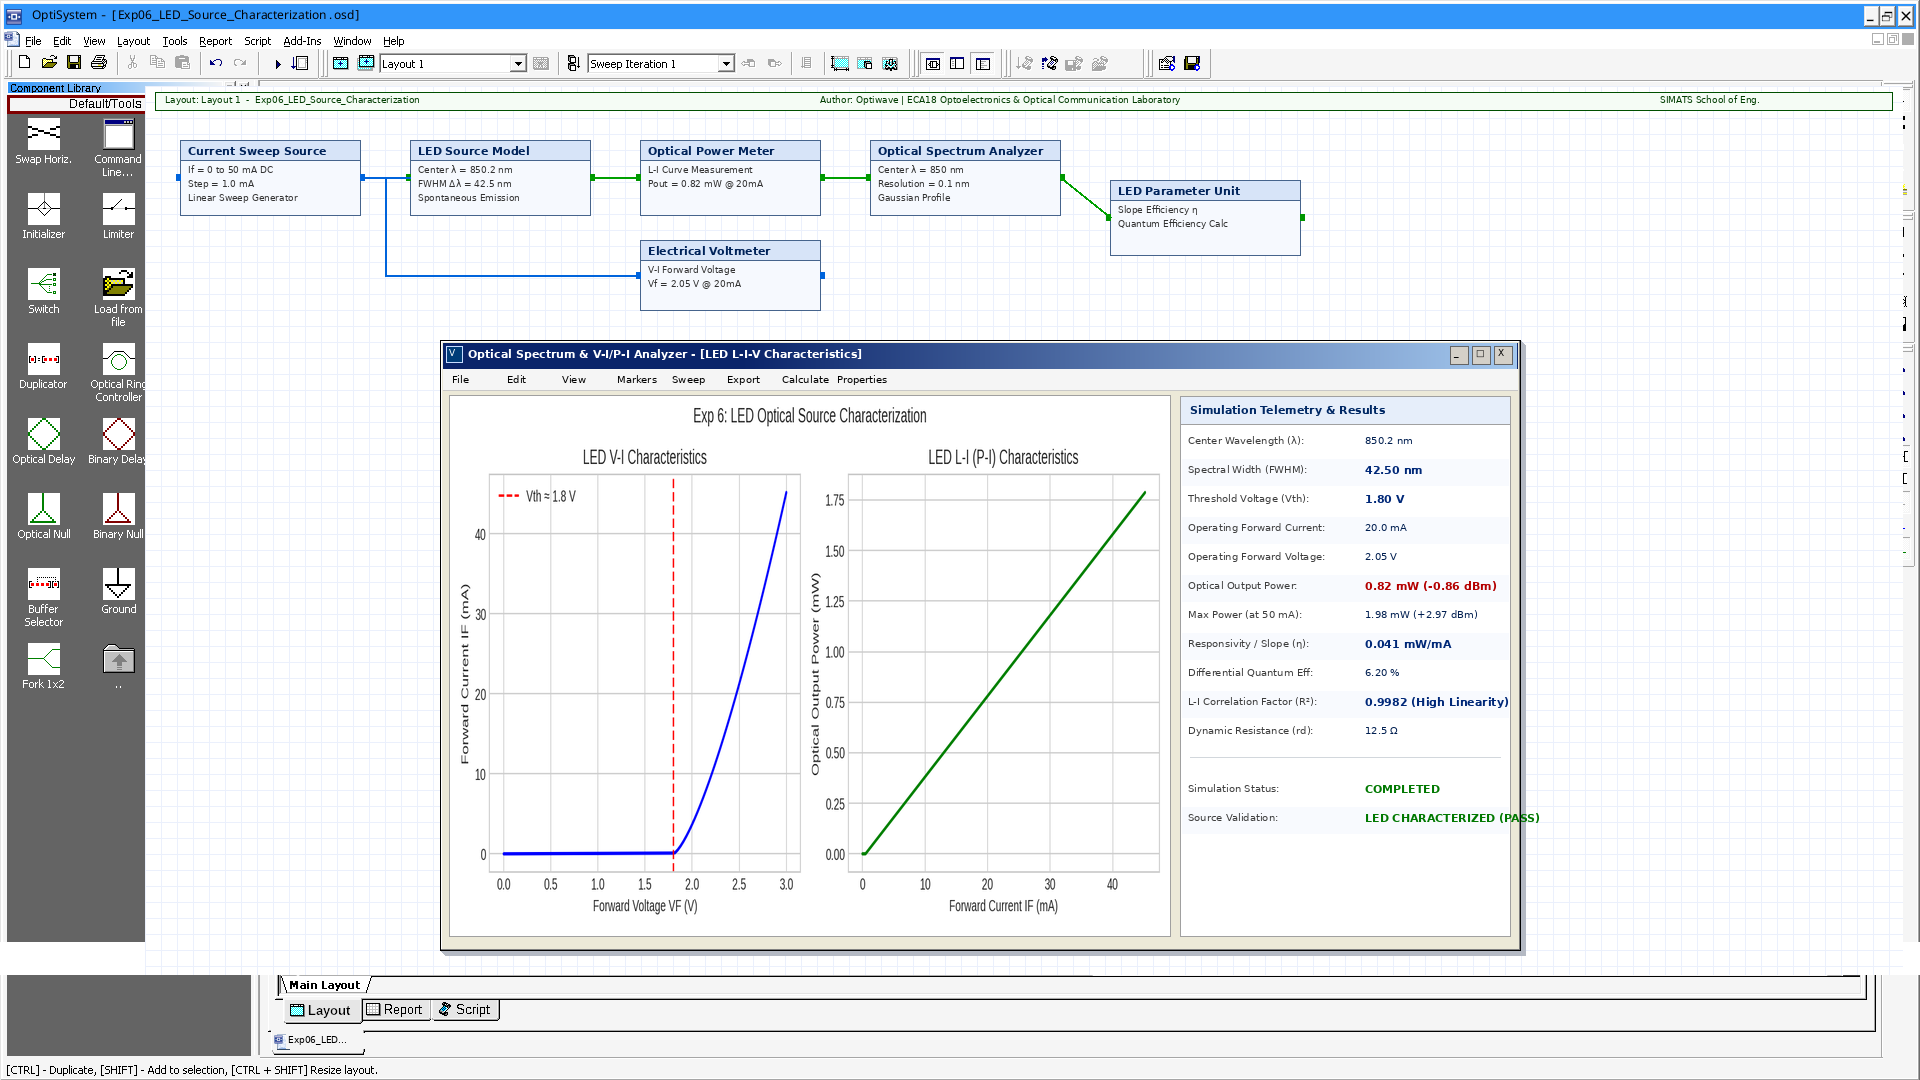 OptiSystem - [Exp06_LED_Source_Characterization.osd]
File Edit View Layout Tools Report Script Add-Ins Window Help
Layout 1
Sweep Iteration 1
Component Library
Default/Tools
Swap Horiz.
Command Line...
Initializer
Limiter
Switch
Load from file
Duplicator
Optical Ring Controller
Optical Delay
Binary Delay
Optical Null
Binary Null
Buffer Selector
Ground
Fork 1x2
..
Layout: Layout 1 - Exp06_LED_Source_Characterization
Author: Optiwave | ECA18 Optoelectronics & Optical Communication Laboratory
SIMATS School of Eng.
Current Sweep Source
If = 0 to 50 mA DC
Step = 1.0 mA
Linear Sweep Generator
LED Source Model
Center λ = 850.2 nm
FWHM Δλ = 42.5 nm
Spontaneous Emission
Optical Power Meter
L-I Curve Measurement
Pout = 0.82 mW @ 20mA
Optical Spectrum Analyzer
Center λ = 850 nm
Resolution = 0.1 nm
Gaussian Profile
LED Parameter Unit
Slope Efficiency η
Quantum Efficiency Calc
Electrical Voltmeter
V-I Forward Voltage
Vf = 2.05 V @ 20mA
V
Optical Spectrum & V-I/P-I Analyzer - [LED L-I-V Characteristics]
File Edit View Markers Sweep Export Calculate Properties
Exp 6: LED Optical Source Characterization
LED V-I Characteristics
Vth ≈ 1.8 V
Forward Current IF (mA)
40
30
20
10
0
0.0 0.5 1.0 1.5 2.0 2.5 3.0
Forward Voltage VF (V)
LED L-I (P-I) Characteristics
Optical Output Power (mW)
1.75
1.50
1.25
1.00
0.75
0.50
0.25
0.00
0 10 20 30 40
Forward Current IF (mA)
Simulation Telemetry & Results
Center Wavelength (λ): 850.2 nm
Spectral Width (FWHM): 42.50 nm
Threshold Voltage (Vth): 1.80 V
Operating Forward Current: 20.0 mA
Operating Forward Voltage: 2.05 V
Optical Output Power: 0.82 mW (-0.86 dBm)
Max Power (at 50 mA): 1.98 mW (+2.97 dBm)
Responsivity / Slope (η): 0.041 mW/mA
Differential Quantum Eff: 6.20 %
L-I Correlation Factor (R²): 0.9982 (High Linearity)
Dynamic Resistance (rd): 12.5 Ω
Simulation Status: COMPLETED
Source Validation: LED CHARACTERIZED (PASS)
Main Layout
Layout Report Script
Exp06_LED...
[CTRL] - Duplicate, [SHIFT] - Add to selection, [CTRL + SHIFT] Resize layout.